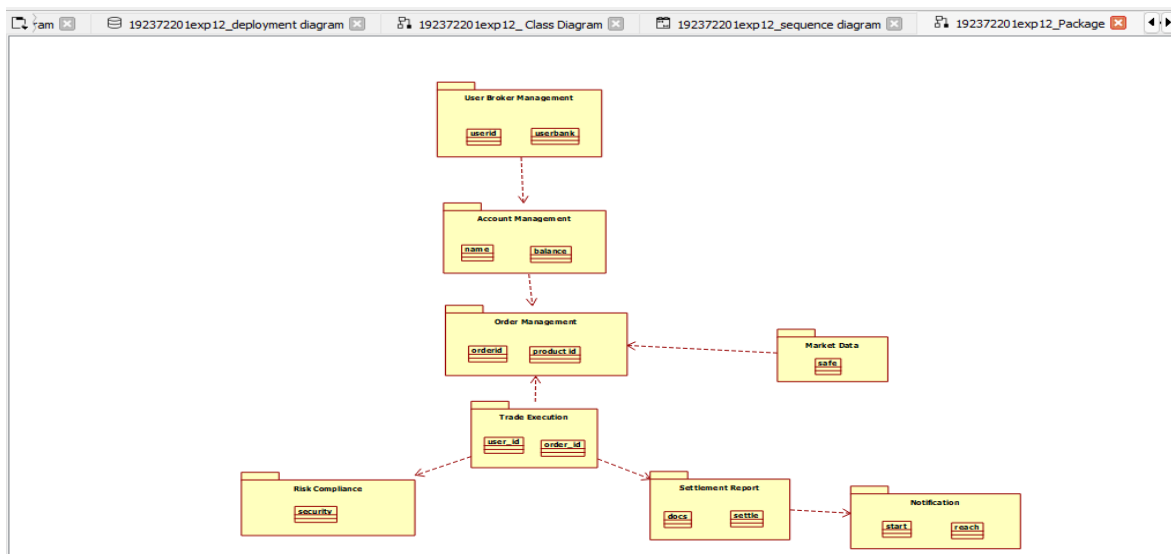 am
192372201exp12_deployment diagram
192372201exp12_ Class Diagram
192372201exp12_sequence diagram
192372201exp12_Package
User Broker Management
userid userbank
Account Management
name balance
Order Management
orderid product id
Market Data
safe
Trade Execution
user_id order_id
Risk Compliance
security
Settlement Report
docs settle
Notification
start reach